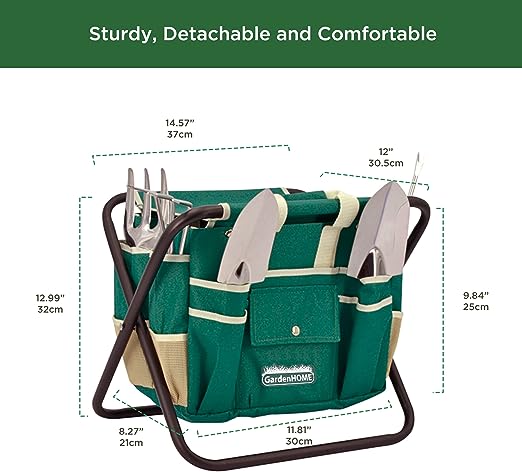 Sturdy, Detachable and Comfortable
14.57”
37cm
12”
30.5cm
12.99”
32cm
9.84”
25cm
GardenHOME
8.27”
21cm
11.81”
30cm